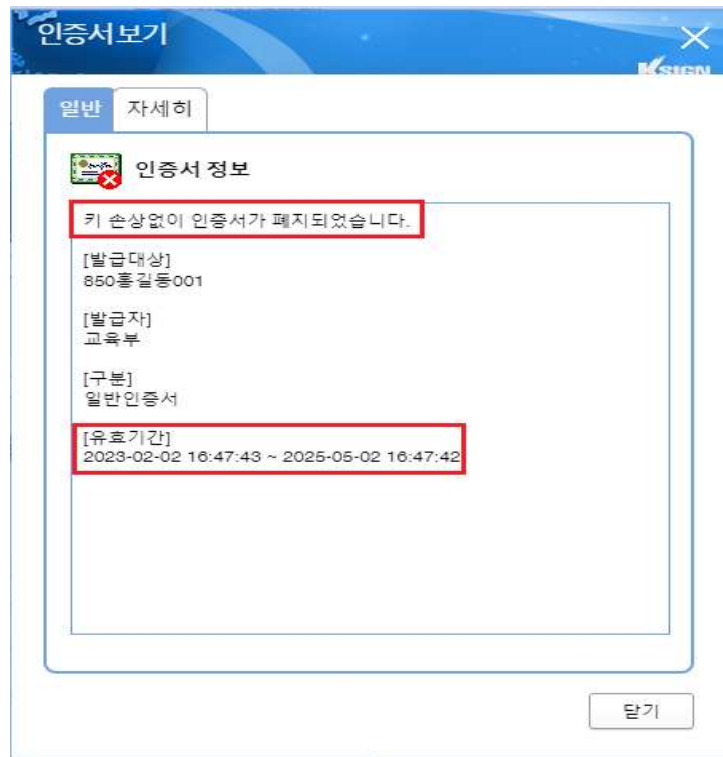 인증서보기
KSIGN
일반 자세히
인증서 정보
키 손상없이 인증서가 폐지되었습니다.
[발급대상]
850홍길동001
[발급자]
교육부
[구분]
일반인증서
[유효기간]
2023-02-02 16:47:43 ~ 2025-05-02 16:47:42
닫기